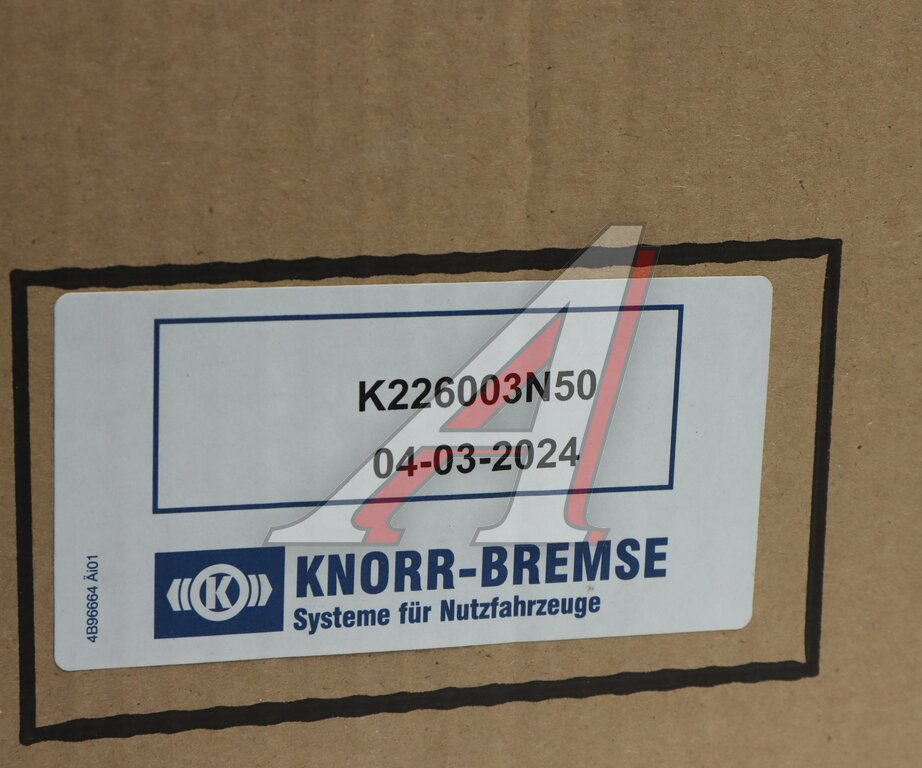 K226003N50
04-03-2024
KNORR-BREMSE
Systeme für Nutzfahrzeuge
K
4B96664 Äi01